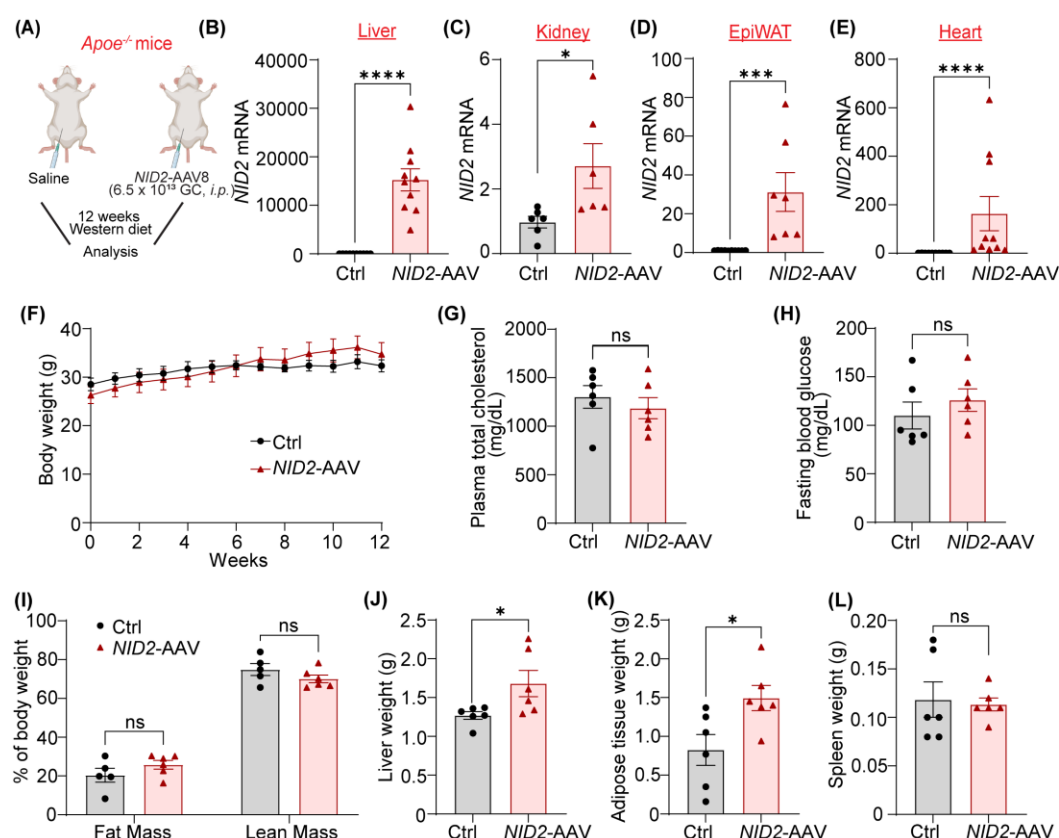 (A)
Apoe-/- mice
Saline
NID2-AAV8
(6.5 x 10¹³ GC, i.p.)
12 weeks
Western diet
Analysis
(B)
Liver
NID2 mRNA
40000
30000
20000
10000
0
****
Ctrl
NID2-AAV
(C)
Kidney
NID2 mRNA
6
4
2
0
*
Ctrl
NID2-AAV
(D)
EpiWAT
NID2 mRNA
100
80
60
40
20
0
***
Ctrl
NID2-AAV
(E)
Heart
NID2 mRNA
800
600
400
200
0
****
Ctrl
NID2-AAV
(F)
Body weight (g)
40
30
20
10
0
Ctrl
NID2-AAV
0 2 4 6 8 10 12
Weeks
(G)
Plasma total cholesterol
(mg/dL)
2000
1500
1000
500
0
ns
Ctrl
NID2-AAV
(H)
Fasting blood glucose
(mg/dL)
200
150
100
50
0
ns
Ctrl
NID2-AAV
(I)
% of body weight
100
80
60
40
20
0
Ctrl
NID2-AAV
ns
ns
Fat Mass
Lean Mass
(J)
Liver weight (g)
2.5
2.0
1.5
1.0
0.5
0.0
*
Ctrl
NID2-AAV
(K)
Adipose tissue weight (g)
2.5
2.0
1.5
1.0
0.5
0.0
*
Ctrl
NID2-AAV
(L)
Spleen weight (g)
0.20
0.15
0.10
0.05
0.00
ns
Ctrl
NID2-AAV